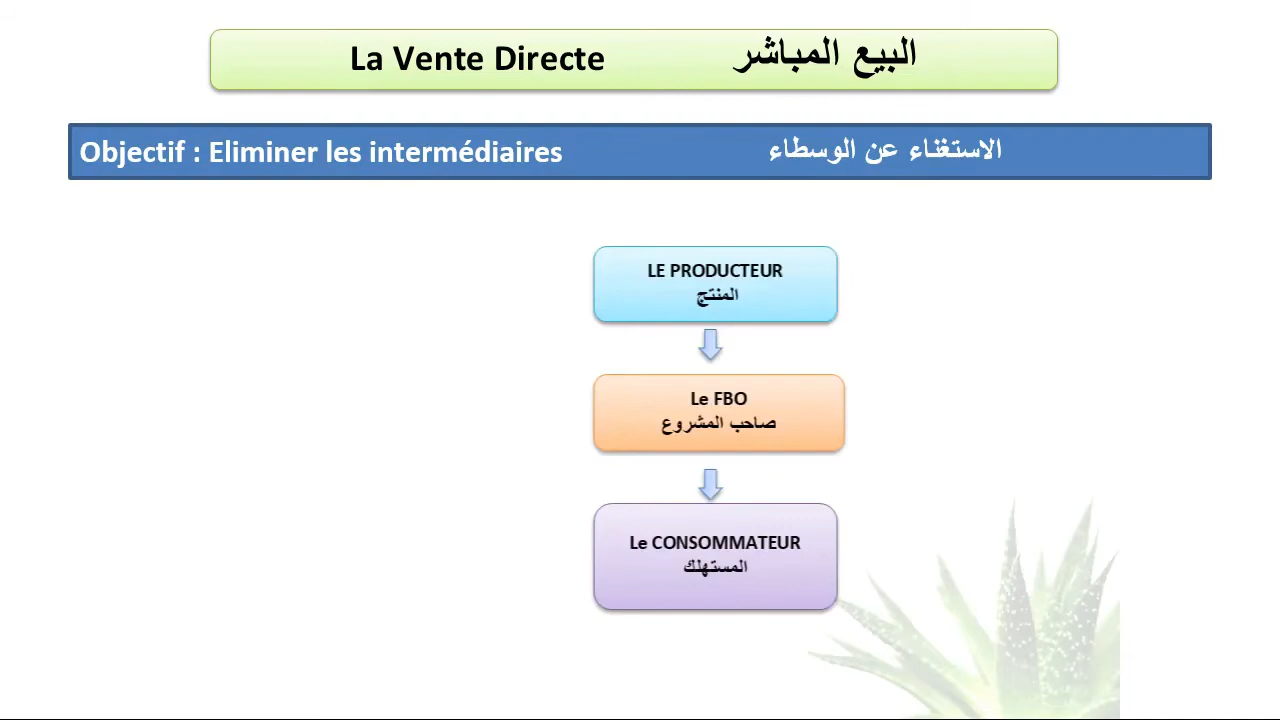 La Vente Directe البيع المباشر
Objectif : Eliminer les intermédiaires الاستغناء عن الوسطاء
LE PRODUCTEUR
المنتج
Le FBO
صاحب المشروع
Le CONSOMMATEUR
المستهلك